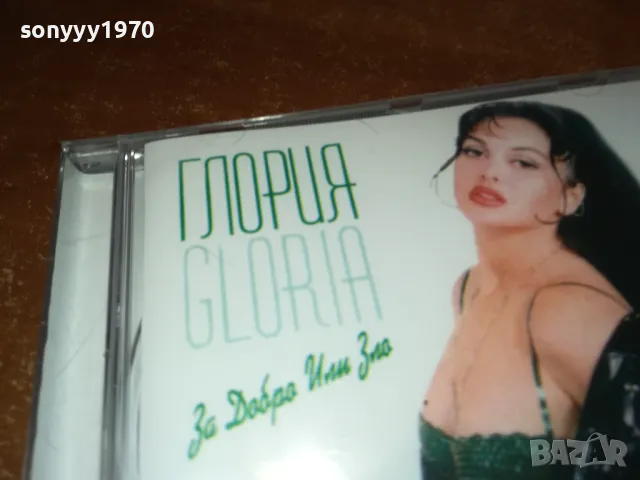 sonyyy1970
ГЛОРИЯ
GLORIA
За Добро Или Зло
BAZAR